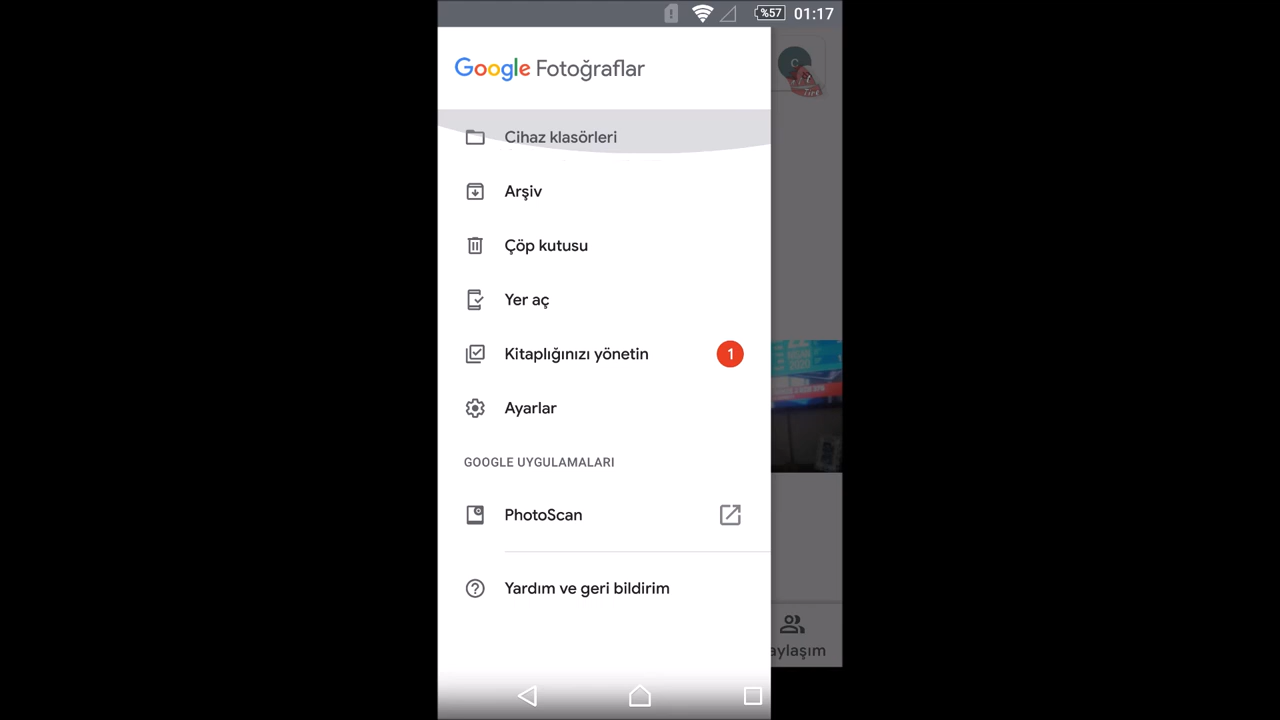 %57 01:17
Google Fotoğraflar
C
Cihaz klasörleri
Arşiv
Çöp kutusu
Yer aç
Kitaplığınızı yönetin 1
Ayarlar
GOOGLE UYGULAMALARI
PhotoScan
Yardım ve geri bildirim
aylaşım